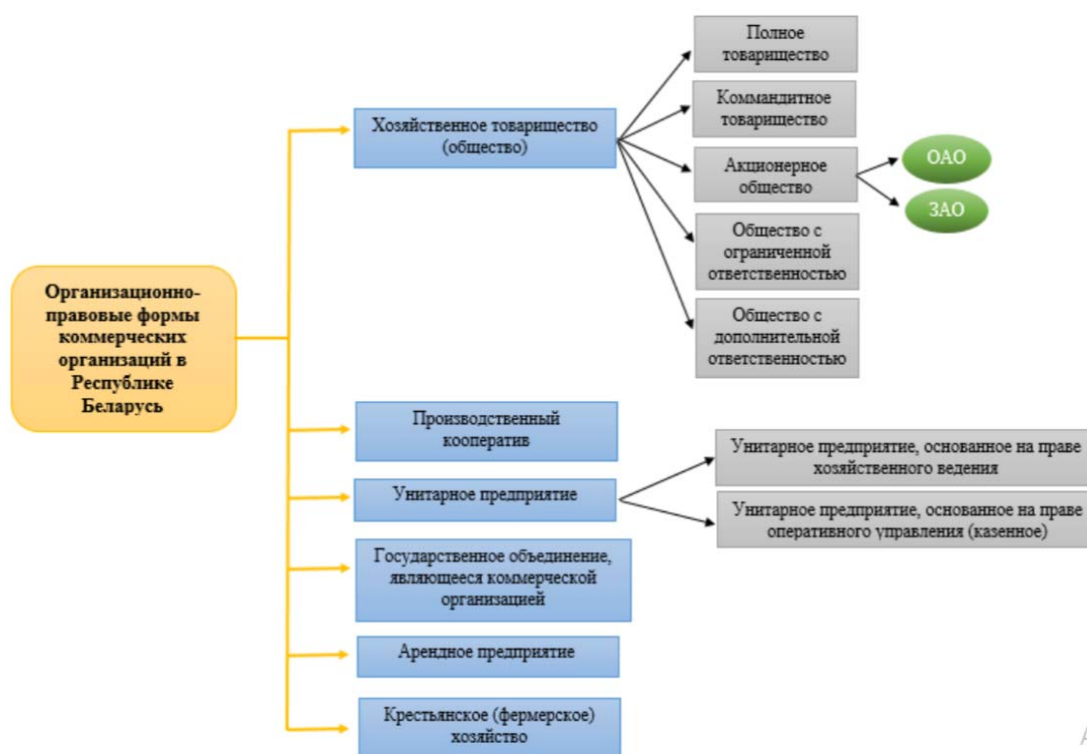 Организационно-
правовые формы
коммерческих
организаций в
Республике
Беларусь
Хозяйственное товарищество
(общество)
Полное
товарищество
Коммандитное
товарищество
Акционерное
общество
ОАО
ЗАО
Общество с
ограниченной
ответственностью
Общество с
дополнительной
ответственностью
Производственный
кооператив
Унитарное предприятие
Унитарное предприятие, основанное на праве
хозяйственного ведения
Унитарное предприятие, основанное на праве
оперативного управления (казенное)
Государственное объединение,
являющееся коммерческой
организацией
Арендное предприятие
Крестьянское (фермерское)
хозяйство